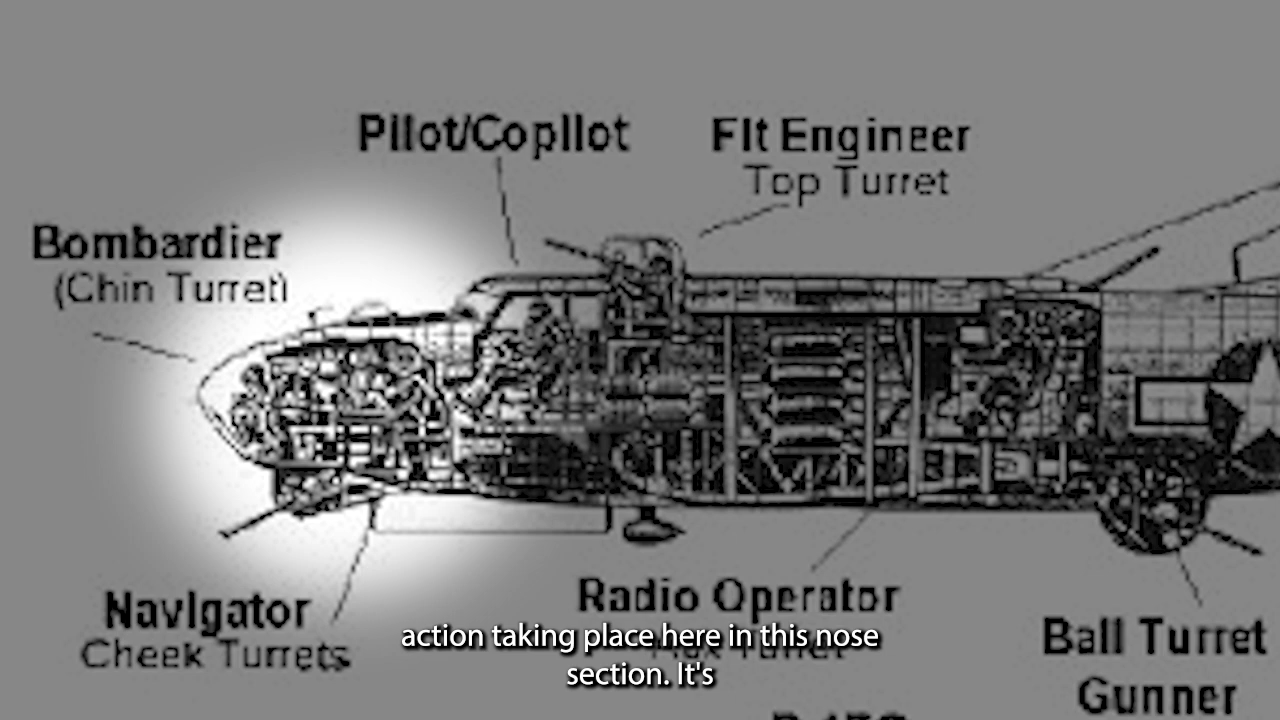 Pilot/Copilot
Flt Engineer
Top Turret
Bombardier
(Chin Turret)
Navigator
Cheek Turrets
Radio Operator
Turret
Ball Turret
Gunner
action taking place here in this nose
section. It's